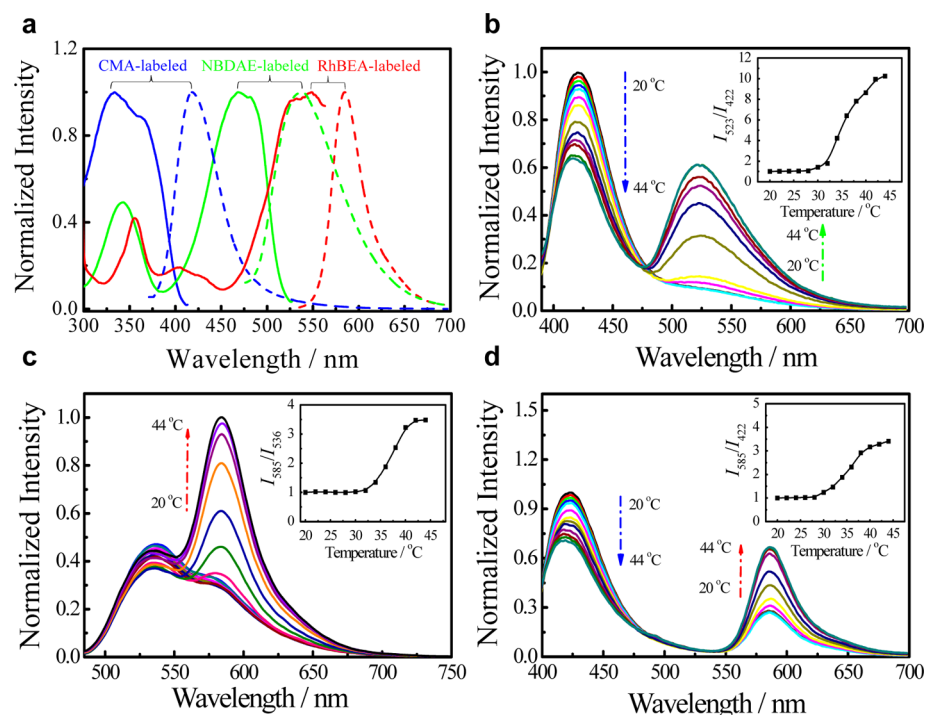 a
Normalized Intensity
1.2
0.8
0.4
0.0
CMA-labeled
NBDAE-labeled
RhBEA-labeled
300 350 400 450 500 550 600 650 700
Wavelength / nm
b
Normalized Intensity
1.0
0.8
0.6
0.4
0.2
0.0
20 °C
44 °C
I523/I422
12
10
8
6
4
2
0
20 25 30 35 40 45
Temperature / °C
44 °C
20 °C
400 450 500 550 600 650 700
Wavelength / nm
c
Normalized Intensity
1.0
0.8
0.6
0.4
0.2
0.0
44 °C
20 °C
I585/I536
4
3
2
1
0
20 25 30 35 40 45
Temperature / °C
500 550 600 650 700 750
Wavelength / nm
d
Normalized Intensity
1.5
1.2
0.9
0.6
0.3
0.0
20 °C
44 °C
44 °C
20 °C
I585/I422
5
4
3
2
1
0
20 25 30 35 40 45
Temperature / °C
400 450 500 550 600 650 700
Wavelength / nm